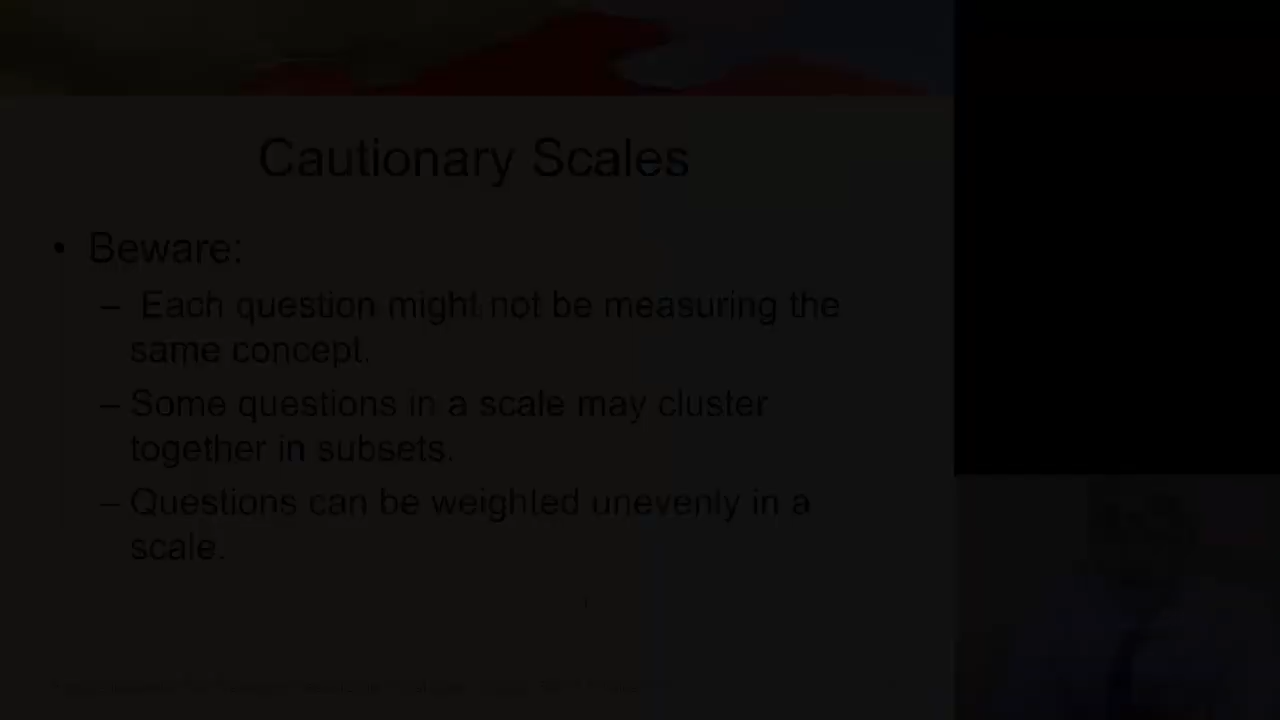 Cautionary Scales
• Beware:
– Each question might not be measuring the
same concept.
– Some questions in a scale may cluster
together in subsets.
– Questions can be weighted unevenly in a
scale.